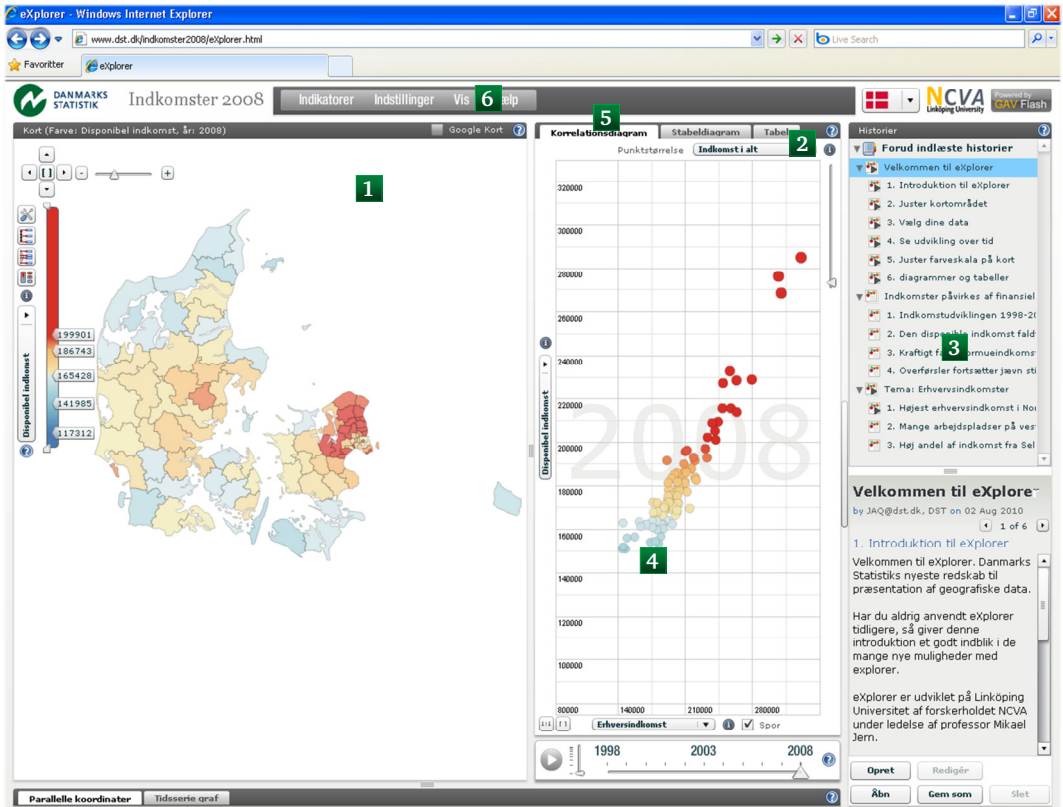 eXplorer - Windows Internet Explorer
www.dst.dk/indkomster2008/eXplorer.html
Live Search
Favoritter
eXplorer
DANMARKS
STATISTIK
Indkomster 2008
Indikatorer Indstillinger Vis 6 ælp
NCVA
Linköping University
Powered by
GAV Flash
Kort (Farve: Disponibel indkomst, år: 2008)
Google Kort
1
199901
186743
165428
141985
117312
Disponibel indkomst
5
Korrelationsdiagram Stabeldiagram Tabel
Punktstørrelse Indkomst i alt 2
320000
300000
280000
260000
240000
220000
200000
180000
160000
140000
120000
100000
80000
2008
Disponibel indkomst
4
140000 210000 280000
Erhversindkomst
Spor
1998 2003 2008
Parallelle koordinater Tidsserie graf
Historier
Forud indlæste historier
Velkommen til eXplorer
1. Introduktion til eXplorer
2. Juster kortområdet
3. Vælg dine data
4. Se udvikling over tid
5. Juster farveskala på kort
6. diagrammer og tabeller
Indkomster påvirkes af finansiel
1. Indkomstudviklingen 1998-20
2. Den disponible indkomst fald
3. Kraftigt fa 3 rmueindkoms
4. Overførsler fortsætter jævn sti
Tema: Erhvervsindkomster
1. Højest erhvervsindkomst i No
2. Mange arbejdspladser på ves
3. Høj andel af indkomst fra Sel
Velkommen til eXplorer
by JAQ@dst.dk, DST on 02 Aug 2010
1 of 6
1. Introduktion til eXplorer
Velkommen til eXplorer. Danmarks
Statistiks nyeste redskab til
præsentation af geografiske data.
Har du aldrig anvendt eXplorer
tidligere, så giver denne
introduktion et godt indblik i de
mange nye muligheder med
explorer.
eXplorer er udviklet på Linköping
Universitet af forskerholdet NCVA
under ledelse af professor Mikael
Jern.
Opret Redigér
Åbn Gem som Slet